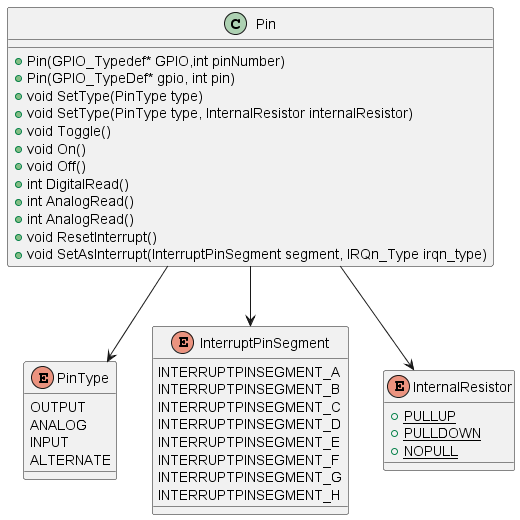 C Pin
Pin(GPIO_Typedef* GPIO,int pinNumber)
Pin(GPIO_TypeDef* gpio, int pin)
void SetType(PinType type)
void SetType(PinType type, InternalResistor internalResistor)
void Toggle()
void On()
void Off()
int DigitalRead()
int AnalogRead()
int AnalogRead()
void ResetInterrupt()
void SetAsInterrupt(InterruptPinSegment segment, IRQn_Type irqn_type)
E PinType
OUTPUT
ANALOG
INPUT
ALTERNATE
E InterruptPinSegment
INTERRUPTPINSEGMENT_A
INTERRUPTPINSEGMENT_B
INTERRUPTPINSEGMENT_C
INTERRUPTPINSEGMENT_D
INTERRUPTPINSEGMENT_E
INTERRUPTPINSEGMENT_F
INTERRUPTPINSEGMENT_G
INTERRUPTPINSEGMENT_H
E InternalResistor
PULLUP
PULLDOWN
NOPULL